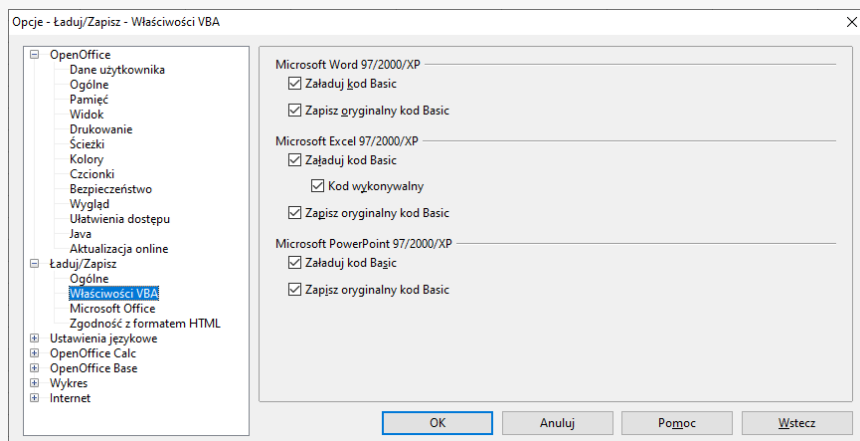 Opcje - Ładuj/Zapisz - Właściwości VBA
OpenOffice
Dane użytkownika
Ogólne
Pamięć
Widok
Drukowanie
Ścieżki
Kolory
Czcionki
Bezpieczeństwo
Wygląd
Ułatwienia dostępu
Java
Aktualizacja online
Ładuj/Zapisz
Ogólne
Właściwości VBA
Microsoft Office
Zgodność z formatem HTML
Ustawienia językowe
OpenOffice Calc
OpenOffice Base
Wykres
Internet
Microsoft Word 97/2000/XP
Załaduj kod Basic
Zapisz oryginalny kod Basic
Microsoft Excel 97/2000/XP
Załaduj kod Basic
Kod wykonywalny
Zapisz oryginalny kod Basic
Microsoft PowerPoint 97/2000/XP
Załaduj kod Basic
Zapisz oryginalny kod Basic
OK
Anuluj
Pomoc
Wstecz